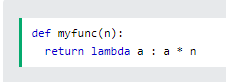 def myfunc(n):
  return lambda a : a * n